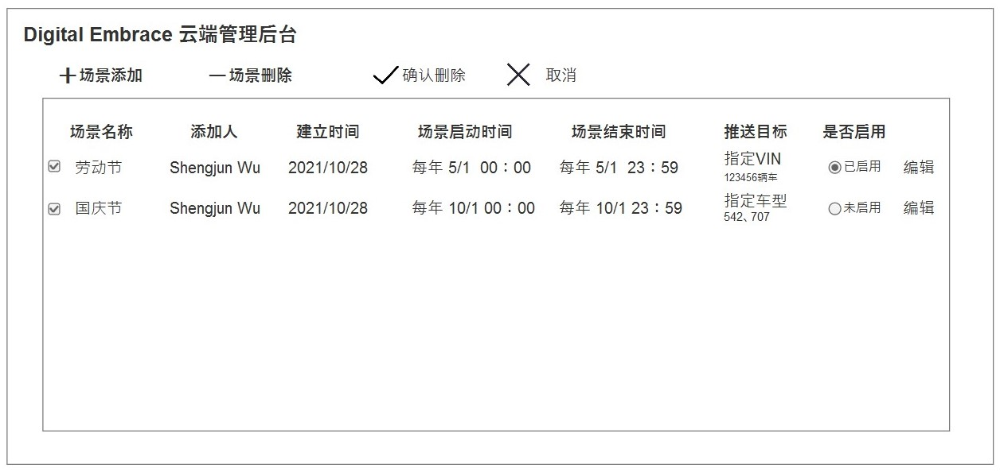 Digital Embrace 云端管理后台
场景添加 场景删除 确认删除 取消
场景名称 添加人 建立时间 场景启动时间 场景结束时间 推送目标 是否启用
劳动节 Shengjun Wu 2021/10/28 每年 5/1 00：00 每年 5/1 23：59 指定VIN 已启用 编辑
123456辆车
国庆节 Shengjun Wu 2021/10/28 每年 10/1 00：00 每年 10/1 23：59 指定车型 未启用 编辑
542、707